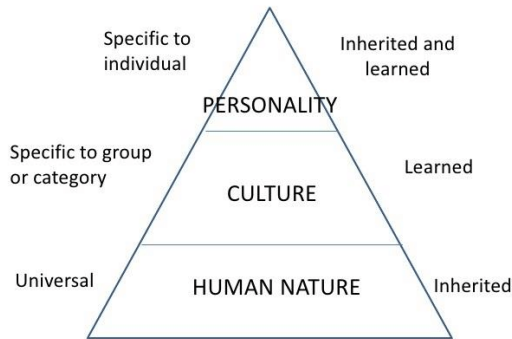 Specific to
individual
Inherited and
learned
PERSONALITY
Specific to group
or category
Learned
CULTURE
Universal
HUMAN NATURE
Inherited